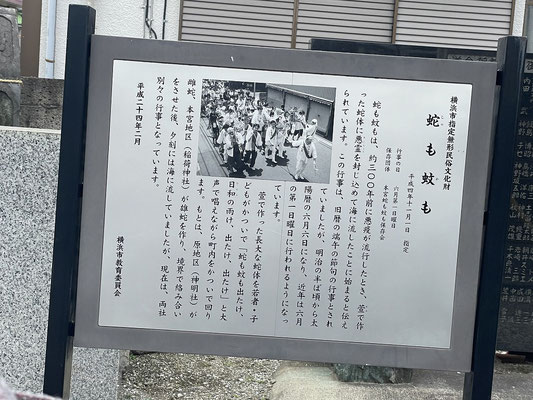 横浜市指定無形民俗文化財
蛇も蚊も
平成四年十一月一日 指定
行事の日 六月第一日曜日
保存団体 本宮蛇も蚊も保存会
蛇も蚊もは、約三〇〇年前に悪疫が流行したとき、萱で作
った蛇体に悪霊を封じ込めて海に流したことに始まると伝え
られています。この行事は、旧暦の端午の節句の行事とされ
ていましたが、明治の半ば頃から太
陽暦の六月六日になり、近年は六月
の第一日曜日に行われるようになっ
ています。
萱で作った長大な蛇体を若者・子
どもがかついで「蛇も蚊も出たけ、
日和の雨け、出たけ、出たけ」と大
声で唱えながら町内をかついで回り
ます。もとは、原地区（神明社）が
雌蛇、本宮地区（稲荷神社）が雄蛇を作り、境界で絡み合い
をさせた後、夕刻には海に流していましたが、現在は、両社
別々の行事となっています。
平成二十四年二月
横浜市教育委員会